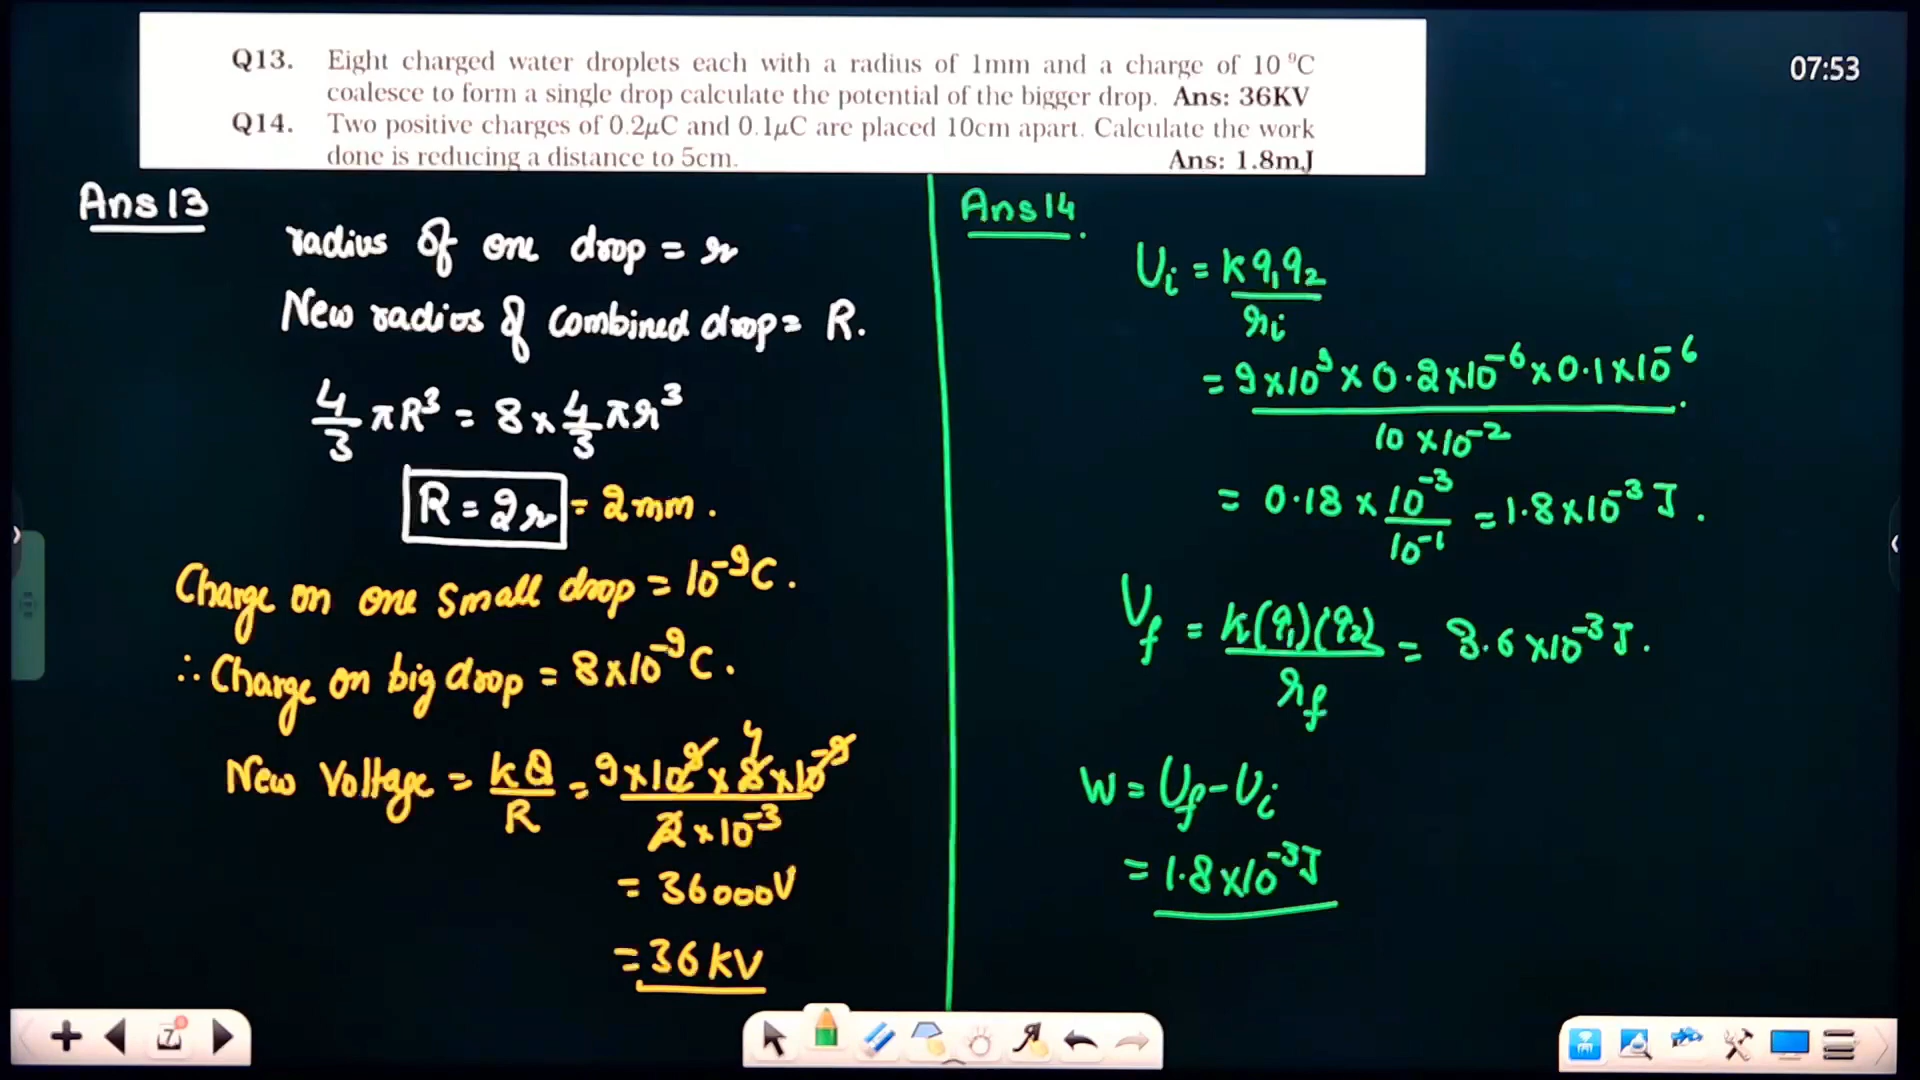 Q13. Eight charged water droplets each with a radius of 1mm and a charge of 10 ⁹C
coalesce to form a single drop calculate the potential of the bigger drop. Ans: 36KV
Q14. Two positive charges of 0.2μC and 0.1μC are placed 10cm apart. Calculate the work
done is reducing a distance to 5cm. Ans: 1.8mJ
07:53
Ans 13
radius of one drop = r
New radius of combined drop = R.
4/3 πR³ = 8 × 4/3 πr³
R = 2r = 2mm.
Charge on one small drop = 10⁻⁹C.
∴ Charge on big drop = 8×10⁻⁹C.
New Voltage = kQ/R = 9×10⁹ × 8×10⁻⁹ / 2×10⁻³
4
= 36000V
= 36 KV
Ans 14.
Uᵢ = kq₁q₂/rᵢ
= 9×10⁹ × 0.2×10⁻⁶ × 0.1×10⁻⁶ / 10×10⁻².
= 0.18 × 10⁻³/10⁻¹ = 1.8×10⁻³ J.
U_f = k(q₁)(q₂)/r_f = 3.6×10⁻³ J.
W = U_f − Uᵢ
= 1.8×10⁻³ J